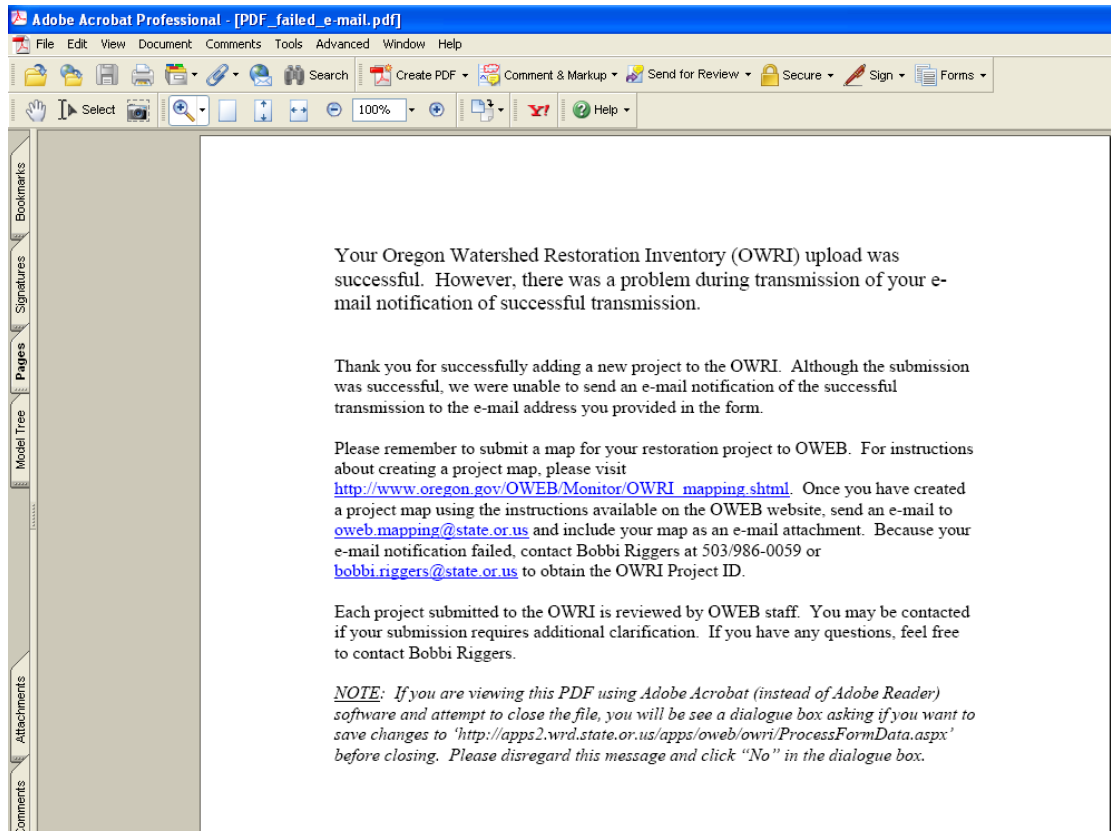 Adobe Acrobat Professional - [PDF_failed_e-mail.pdf]
File Edit View Document Comments Tools Advanced Window Help
Search Create PDF Comment & Markup Send for Review Secure Sign Forms
Select 100% Y! Help
Bookmarks
Signatures
Pages
Model Tree
Attachments
Comments
Your Oregon Watershed Restoration Inventory (OWRI) upload was
successful. However, there was a problem during transmission of your e-
mail notification of successful transmission.
Thank you for successfully adding a new project to the OWRI. Although the submission
was successful, we were unable to send an e-mail notification of the successful
transmission to the e-mail address you provided in the form.
Please remember to submit a map for your restoration project to OWEB. For instructions
about creating a project map, please visit
http://www.oregon.gov/OWEB/Monitor/OWRI_mapping.shtml. Once you have created
a project map using the instructions available on the OWEB website, send an e-mail to
oweb.mapping@state.or.us and include your map as an e-mail attachment. Because your
e-mail notification failed, contact Bobbi Riggers at 503/986-0059 or
bobbi.riggers@state.or.us to obtain the OWRI Project ID.
Each project submitted to the OWRI is reviewed by OWEB staff. You may be contacted
if your submission requires additional clarification. If you have any questions, feel free
to contact Bobbi Riggers.
NOTE: If you are viewing this PDF using Adobe Acrobat (instead of Adobe Reader)
software and attempt to close the file, you will be see a dialogue box asking if you want to
save changes to ‘http://apps2.wrd.state.or.us/apps/oweb/owri/ProcessFormData.aspx’
before closing. Please disregard this message and click “No” in the dialogue box.